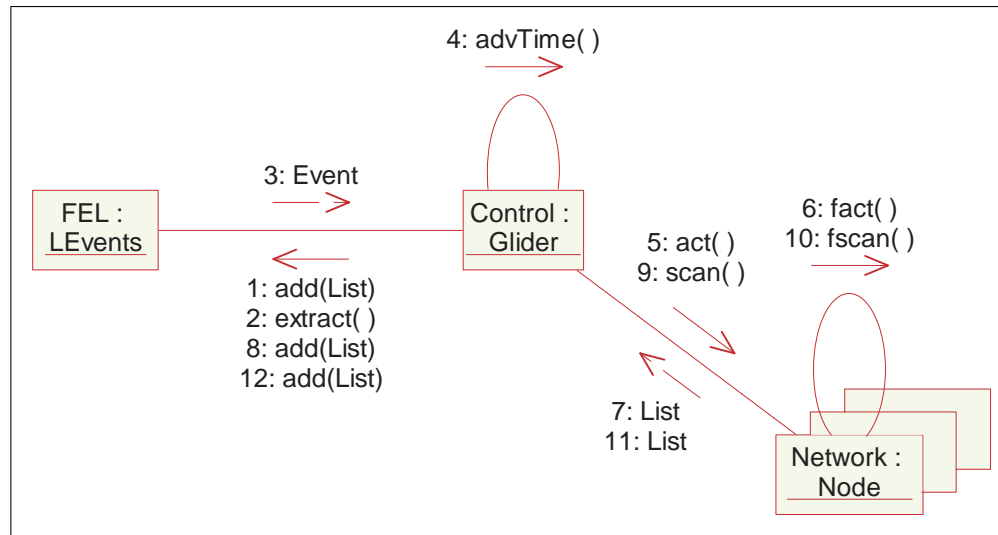 4: advTime( )
3: Event
FEL :
LEvents
Control :
Glider
6: fact( )
10: fscan( )
5: act( )
9: scan( )
1: add(List)
2: extract( )
8: add(List)
12: add(List)
7: List
11: List
Network :
Node